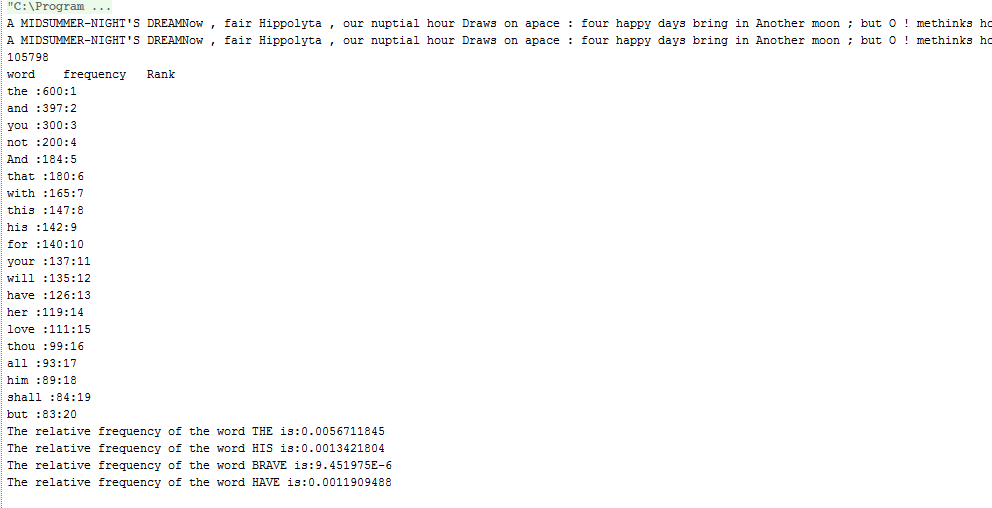 "C:\Program ...
A MIDSUMMER-NIGHT'S DREAMNow , fair Hippolyta , our nuptial hour Draws on apace : four happy days bring in Another moon ; but O ! methinks ho
A MIDSUMMER-NIGHT'S DREAMNow , fair Hippolyta , our nuptial hour Draws on apace : four happy days bring in Another moon ; but O ! methinks ho
105798
word    frequency   Rank
the :600:1
and :397:2
you :300:3
not :200:4
And :184:5
that :180:6
with :165:7
this :147:8
his :142:9
for :140:10
your :137:11
will :135:12
have :126:13
her :119:14
love :111:15
thou :99:16
all :93:17
him :89:18
shall :84:19
but :83:20
The relative frequency of the word THE is:0.0056711845
The relative frequency of the word HIS is:0.0013421804
The relative frequency of the word BRAVE is:9.451975E-6
The relative frequency of the word HAVE is:0.0011909488